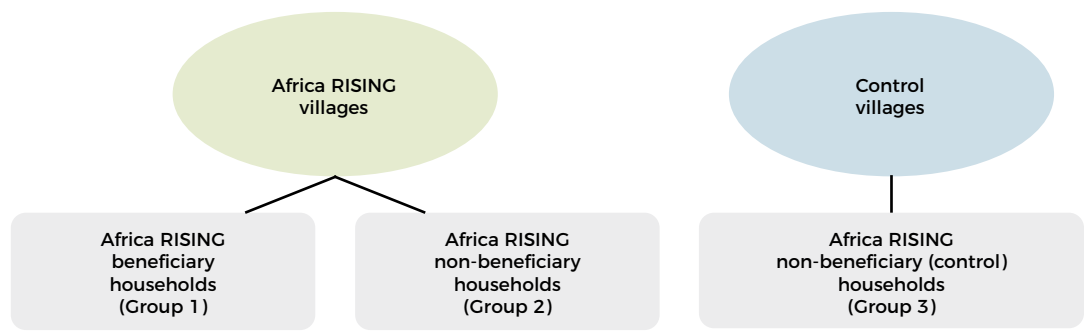 Africa RISING
villages
Control
villages
Africa RISING
beneficiary
households
(Group 1)
Africa RISING
non-beneficiary
households
(Group 2)
Africa RISING
non-beneficiary (control)
households
(Group 3)